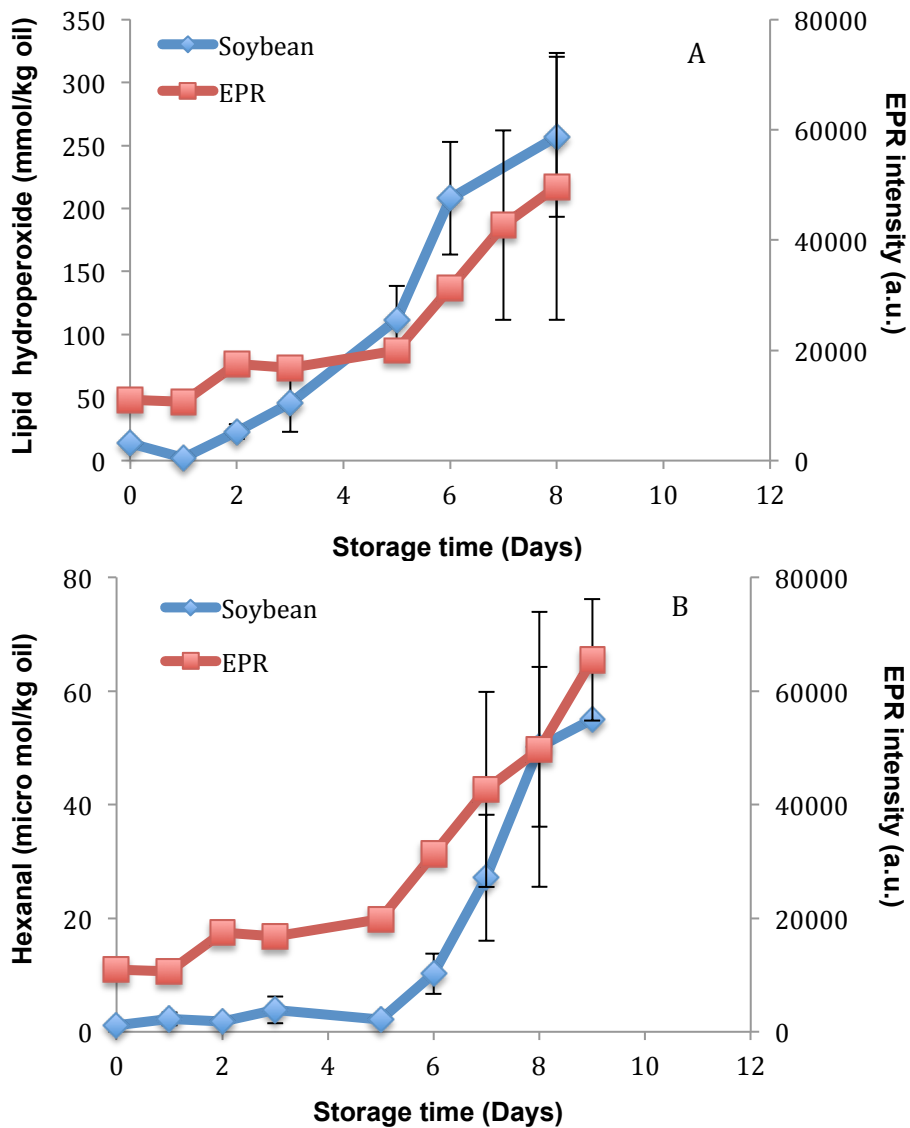 350
300
250
200
150
100
50
0
Lipid hydroperoxide (mmol/kg oil)
Soybean
EPR
A
80000
60000
40000
20000
0
EPR intensity (a.u.)
0 2 4 6 8 10 12
Storage time (Days)
80
60
40
20
0
Hexanal (micro mol/kg oil)
Soybean
EPR
B
80000
60000
40000
20000
0
EPR intensity (a.u.)
0 2 4 6 8 10 12
Storage time (Days)